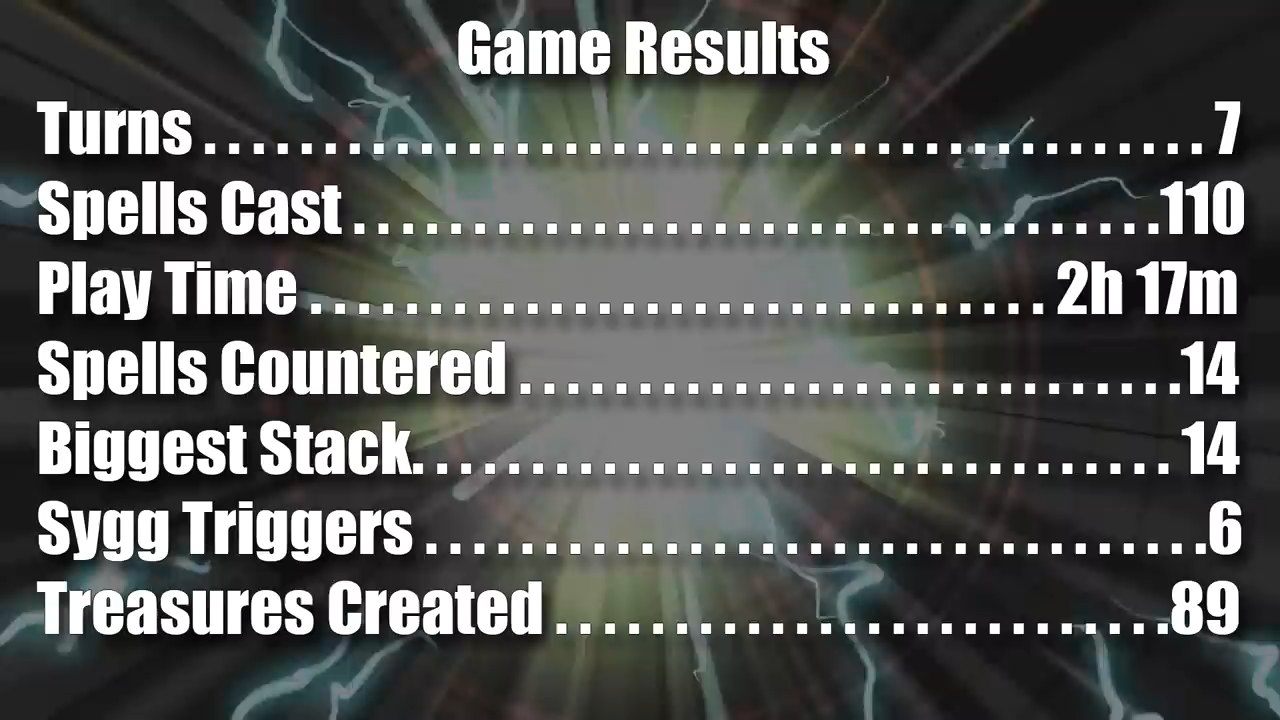 Game Results
Turns . . . . . . . . . . . . . . . . . . . . . . . . . . . . . . . . . . . . . . . . . . 7
Spells Cast . . . . . . . . . . . . . . . . . . . . . . . . . . . . . . . . . .110
Play Time . . . . . . . . . . . . . . . . . . . . . . . . . . . . . . . 2h 17m
Spells Countered . . . . . . . . . . . . . . . . . . . . . . . . . . . .14
Biggest Stack. . . . . . . . . . . . . . . . . . . . . . . . . . . . . . . . 14
Sygg Triggers . . . . . . . . . . . . . . . . . . . . . . . . . . . . . . . . .6
Treasures Created . . . . . . . . . . . . . . . . . . . . . . . . . .89